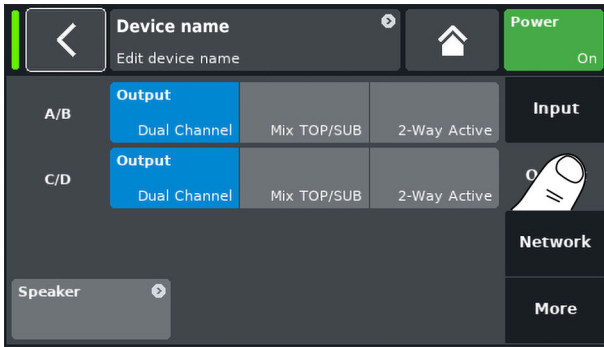 Device name
Edit device name
Power
On
A/B
Output
Dual Channel
Mix TOP/SUB
2-Way Active
Input
C/D
Output
Dual Channel
Mix TOP/SUB
2-Way Active
Network
Speaker
More